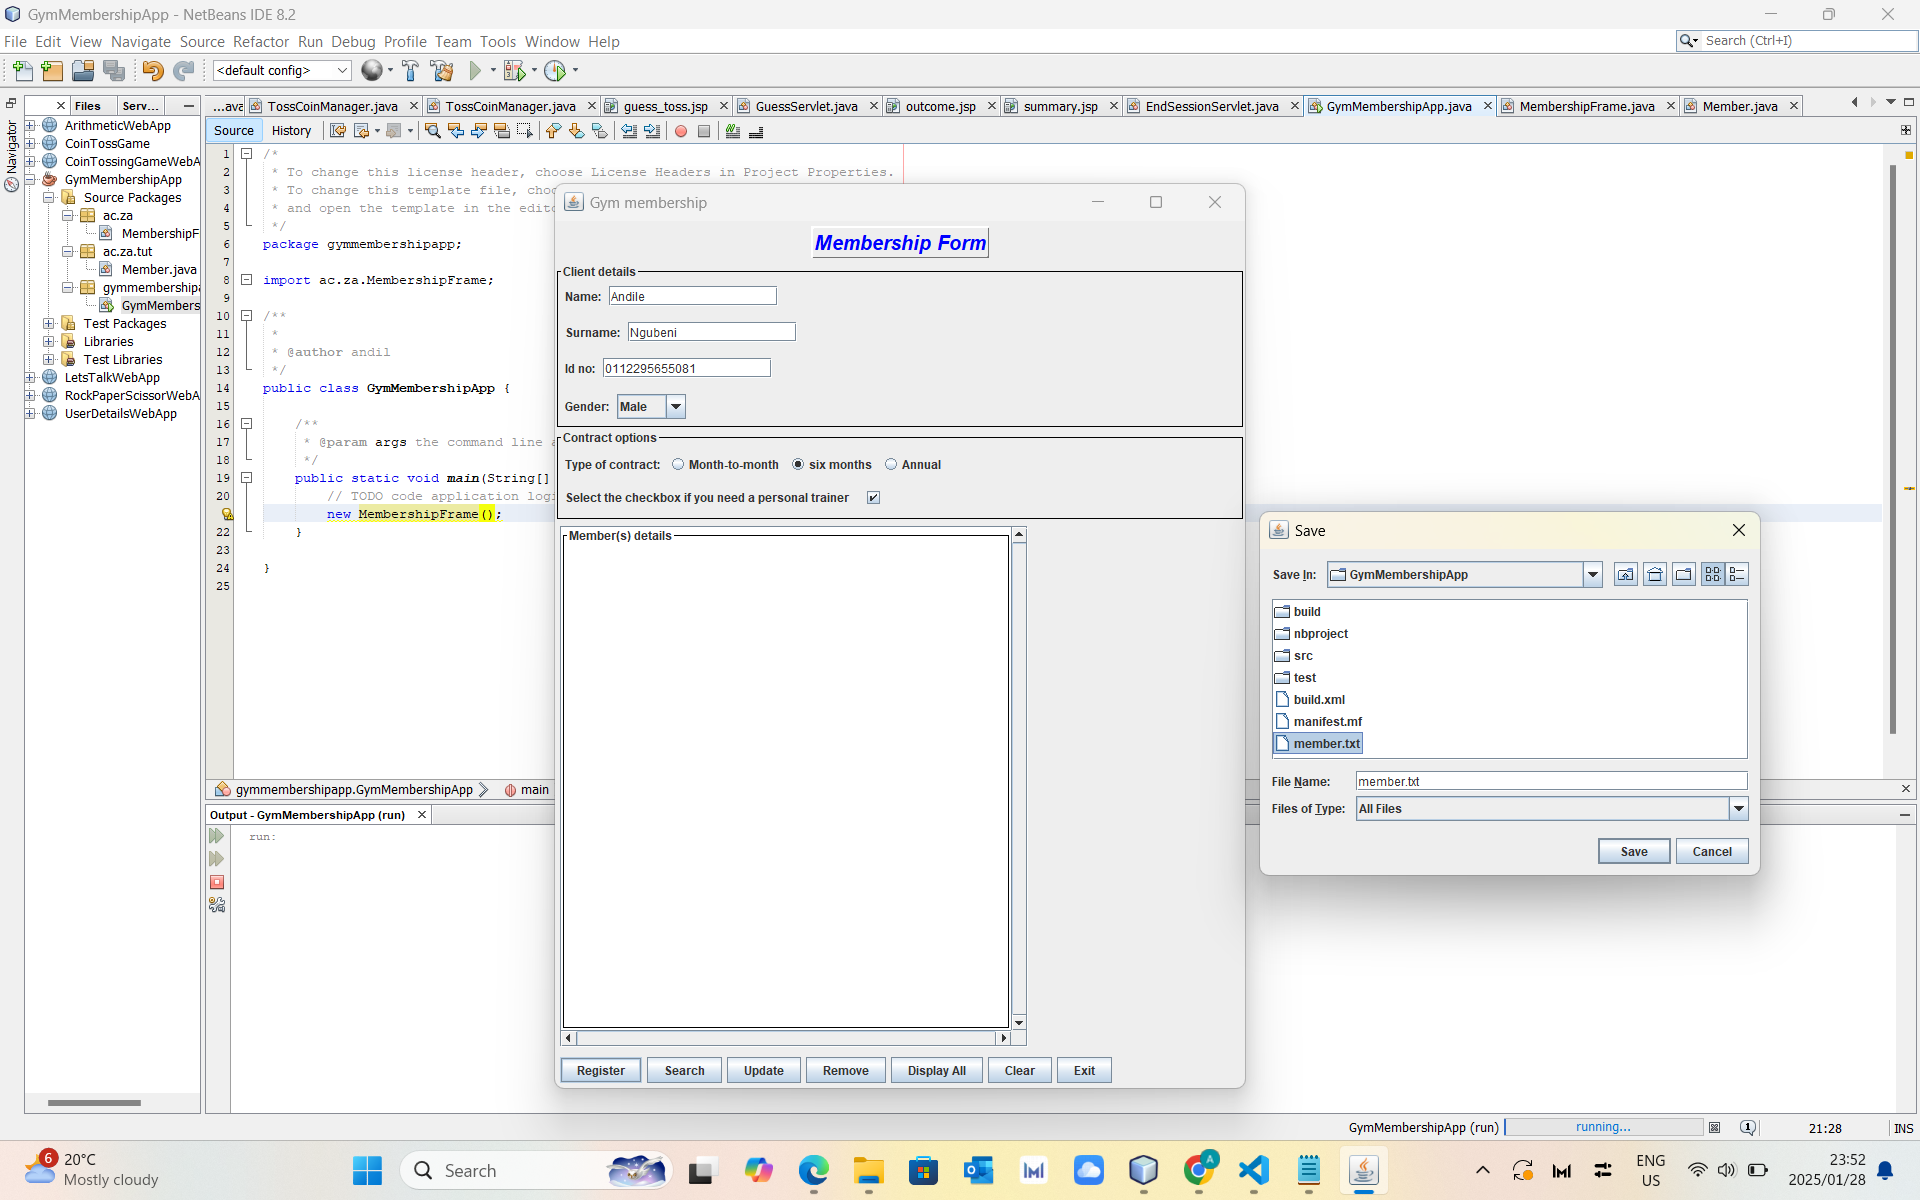 GymMembershipApp - NetBeans IDE 8.2
File Edit View Navigate Source Refactor Run Debug Profile Team Tools Window Help
Search (Ctrl+I)
<default config>
Files Serv...
...ava TossCoinManager.java TossCoinManager.java guess_toss.jsp GuessServlet.java outcome.jsp summary.jsp EndSessionServlet.java GymMembershipApp.java MembershipFrame.java Member.java
Navigator
Source History
ArithmeticWebApp
CoinTossGame
CoinTossingGameWebA
GymMembershipApp
Source Packages
ac.za
MembershipF
ac.za.tut
Member.java
gymmembershipa
GymMembers
Test Packages
Libraries
Test Libraries
LetsTalkWebApp
RockPaperScissorWebA
UserDetailsWebApp
1 /*
2 * To change this license header, choose License Headers in Project Properties.
3 * To change this template file, choo
4 * and open the template in the edito
5 */
6 package gymmembershipapp;
7
8 import ac.za.MembershipFrame;
9
10 /**
11 *
12 * @author andil
13 */
14 public class GymMembershipApp {
15
16 /**
17 * @param args the command line a
18 */
19 public static void main(String[]
20 // TODO code application logi
new MembershipFrame();
22 }
23
24 }
25
gymmembershipapp.GymMembershipApp main
Output - GymMembershipApp (run)
run:
Gym membership
Membership Form
Client details
Name: Andile
Surname: Ngubeni
Id no: 0112295655081
Gender: Male
Contract options
Type of contract: Month-to-month six months Annual
Select the checkbox if you need a personal trainer
Member(s) details
Register Search Update Remove Display All Clear Exit
Save
Save In: GymMembershipApp
build
nbproject
src
test
build.xml
manifest.mf
member.txt
File Name: member.txt
Files of Type: All Files
Save Cancel
GymMembershipApp (run) running... 1 21:28 INS
6
20°C
Mostly cloudy
Search
A
ENG
US
23:52
2025/01/28